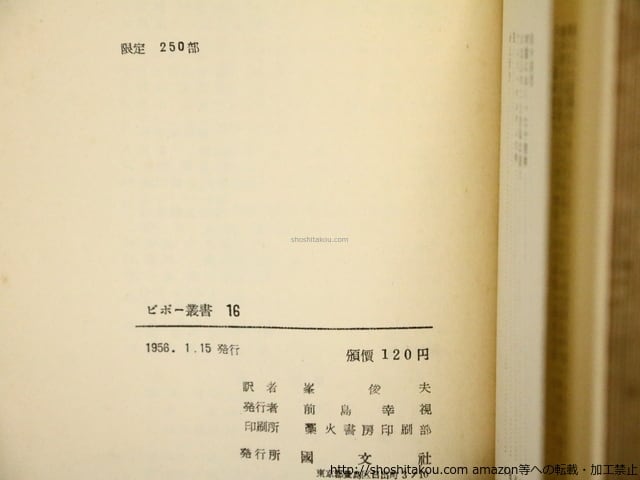 限定 250部
shoshitakou.com
ピポー叢書 16
1956. 1.15 発行
頒價 120円
訳者 峯俊夫
発行者 前島幸視
印刷所 藁火書房印刷部
発行所 國文社
http://shoshitakou.com amazon等への転載・加工禁止